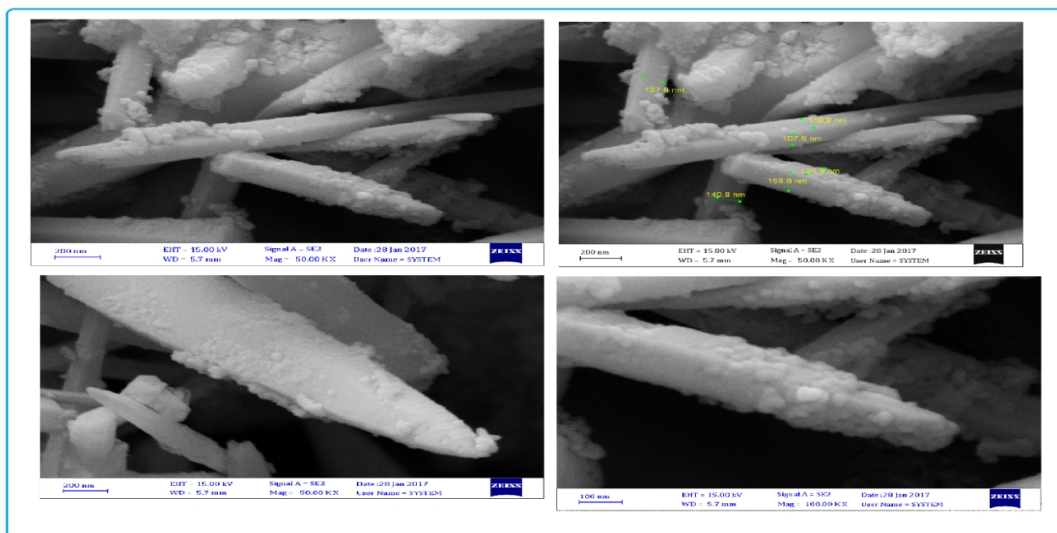 200 nm
EHT = 15.00 kV Signal A = SE2 Date :28 Jan 2017
WD = 5.7 mm Mag = 50.00 KX User Name = SYSTEM
ZEISS
107.6 nm
140.8 nm
200 nm
EHT = 15.00 kV Signal A = SE2 Date :28 Jan 2017
WD = 5.7 mm Mag = 50.00 KX User Name = SYSTEM
ZEISS
200 nm
EHT = 15.00 kV Signal A = SE2 Date :28 Jan 2017
WD = 5.7 mm Mag = 50.00 KX User Name = SYSTEM
ZEISS
100 nm
EHT = 15.00 kV Signal A = SE2 Date :28 Jan 2017
WD = 5.7 mm Mag = 100.00 KX User Name = SYSTEM
ZEISS